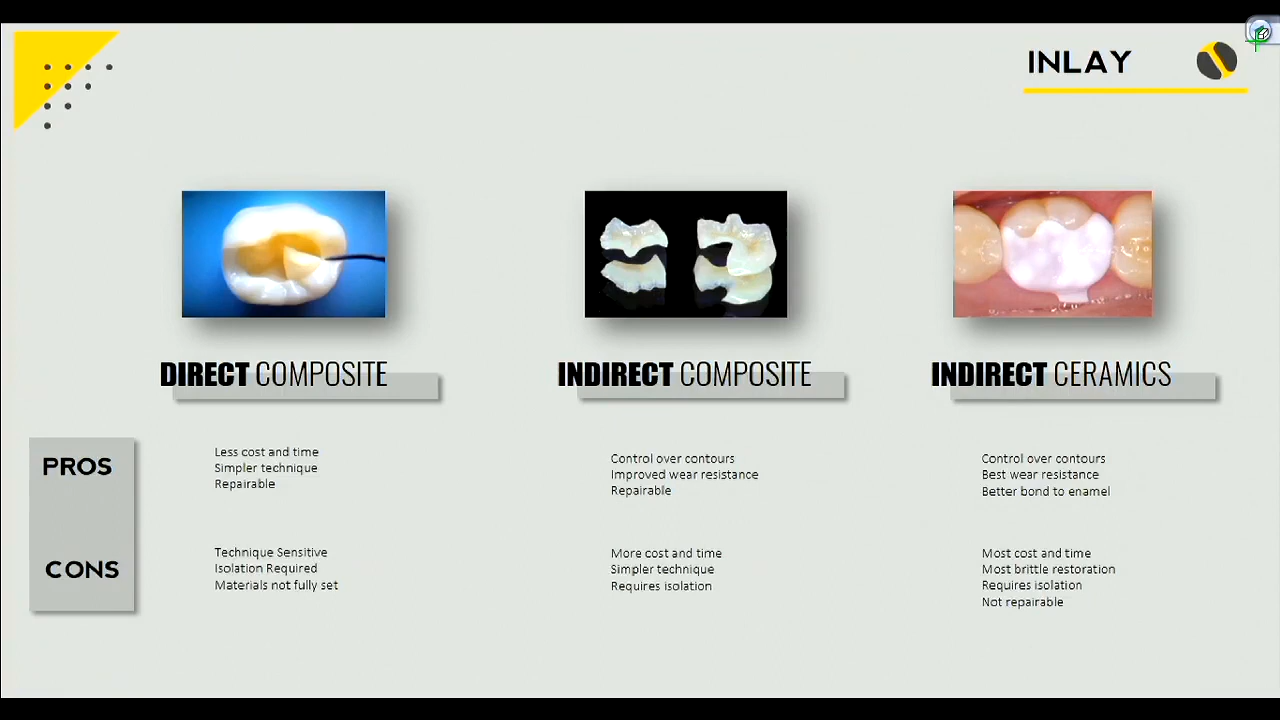 INLAY
DIRECT COMPOSITE
INDIRECT COMPOSITE
INDIRECT CERAMICS
PROS
Less cost and time
Simpler technique
Repairable
Control over contours
Improved wear resistance
Repairable
Control over contours
Best wear resistance
Better bond to enamel
CONS
Technique Sensitive
Isolation Required
Materials not fully set
More cost and time
Simpler technique
Requires isolation
Most cost and time
Most brittle restoration
Requires isolation
Not repairable